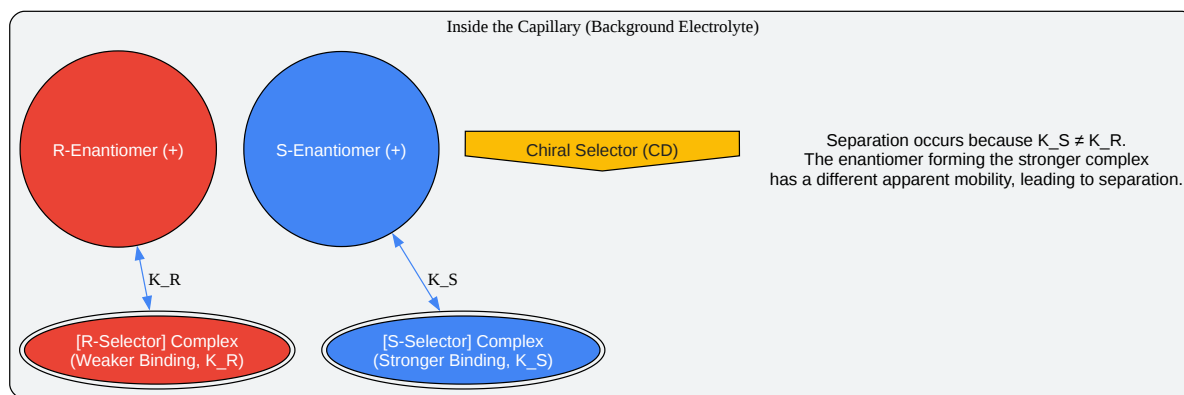 Inside the Capillary (Background Electrolyte)
R-Enantiomer (+)
S-Enantiomer (+)
Chiral Selector (CD)
Separation occurs because K_S ≠ K_R.
The enantiomer forming the stronger complex
has a different apparent mobility, leading to separation.
K_R
K_S
[R-Selector] Complex
(Weaker Binding, K_R)
[S-Selector] Complex
(Stronger Binding, K_S)